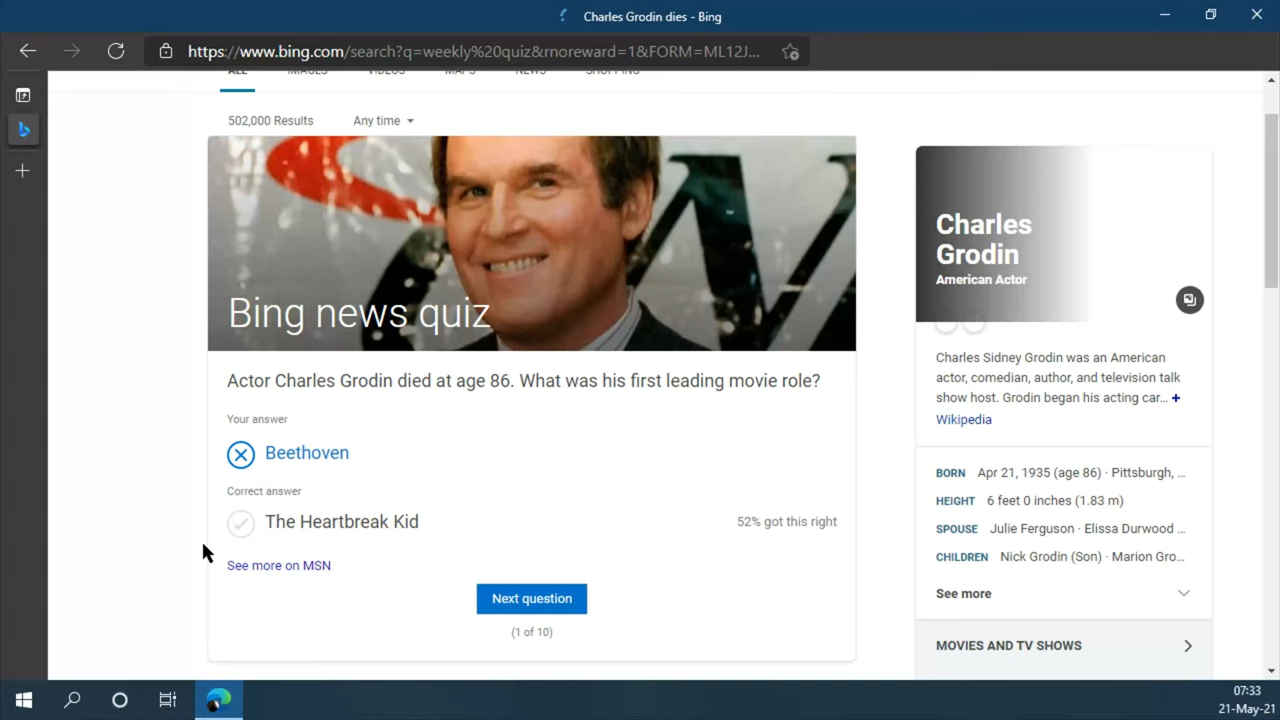 Charles Grodin dies - Bing
https://www.bing.com/search?q=weekly%20quiz&rnoreward=1&FORM=ML12J...
ALL IMAGES VIDEOS MAPS NEWS SHOPPING
502,000 Results Any time
Bing news quiz
Actor Charles Grodin died at age 86. What was his first leading movie role?
Your answer
Beethoven
Correct answer
The Heartbreak Kid 52% got this right
See more on MSN
Next question
(1 of 10)
Charles
Grodin
American Actor
Charles Sidney Grodin was an American
actor, comedian, author, and television talk
show host. Grodin began his acting car... +
Wikipedia
BORN Apr 21, 1935 (age 86) · Pittsburgh, ...
HEIGHT 6 feet 0 inches (1.83 m)
SPOUSE Julie Ferguson · Elissa Durwood ...
CHILDREN Nick Grodin (Son) · Marion Gro...
See more
MOVIES AND TV SHOWS
07:33
21-May-21